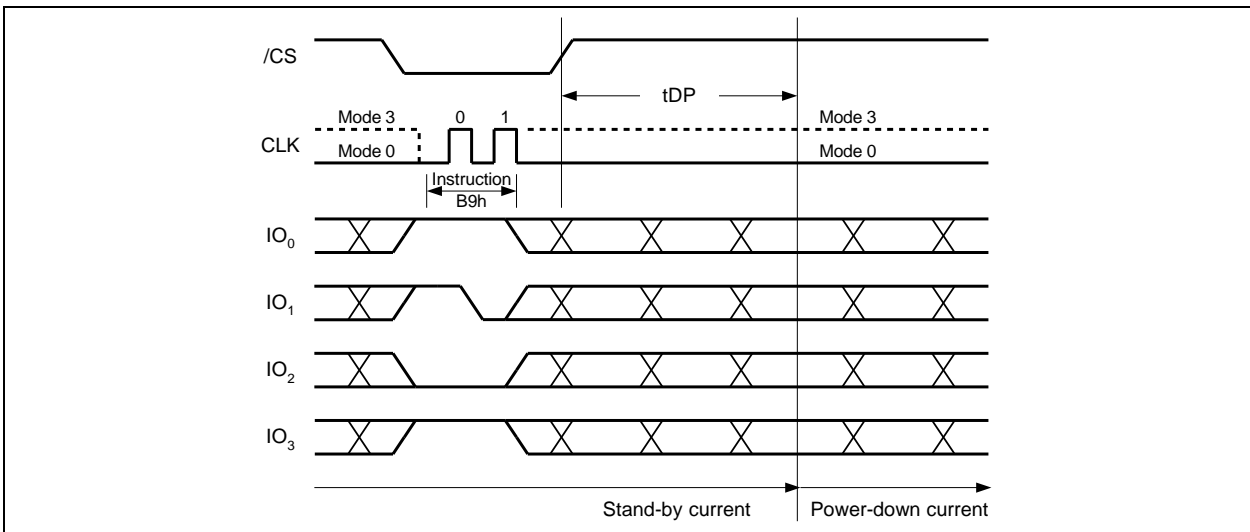 /CS
tDP
Mode 3 0 1 Mode 3
CLK
Mode 0 Mode 0
Instruction
B9h
IO0
IO1
IO2
IO3
Stand-by current Power-down current